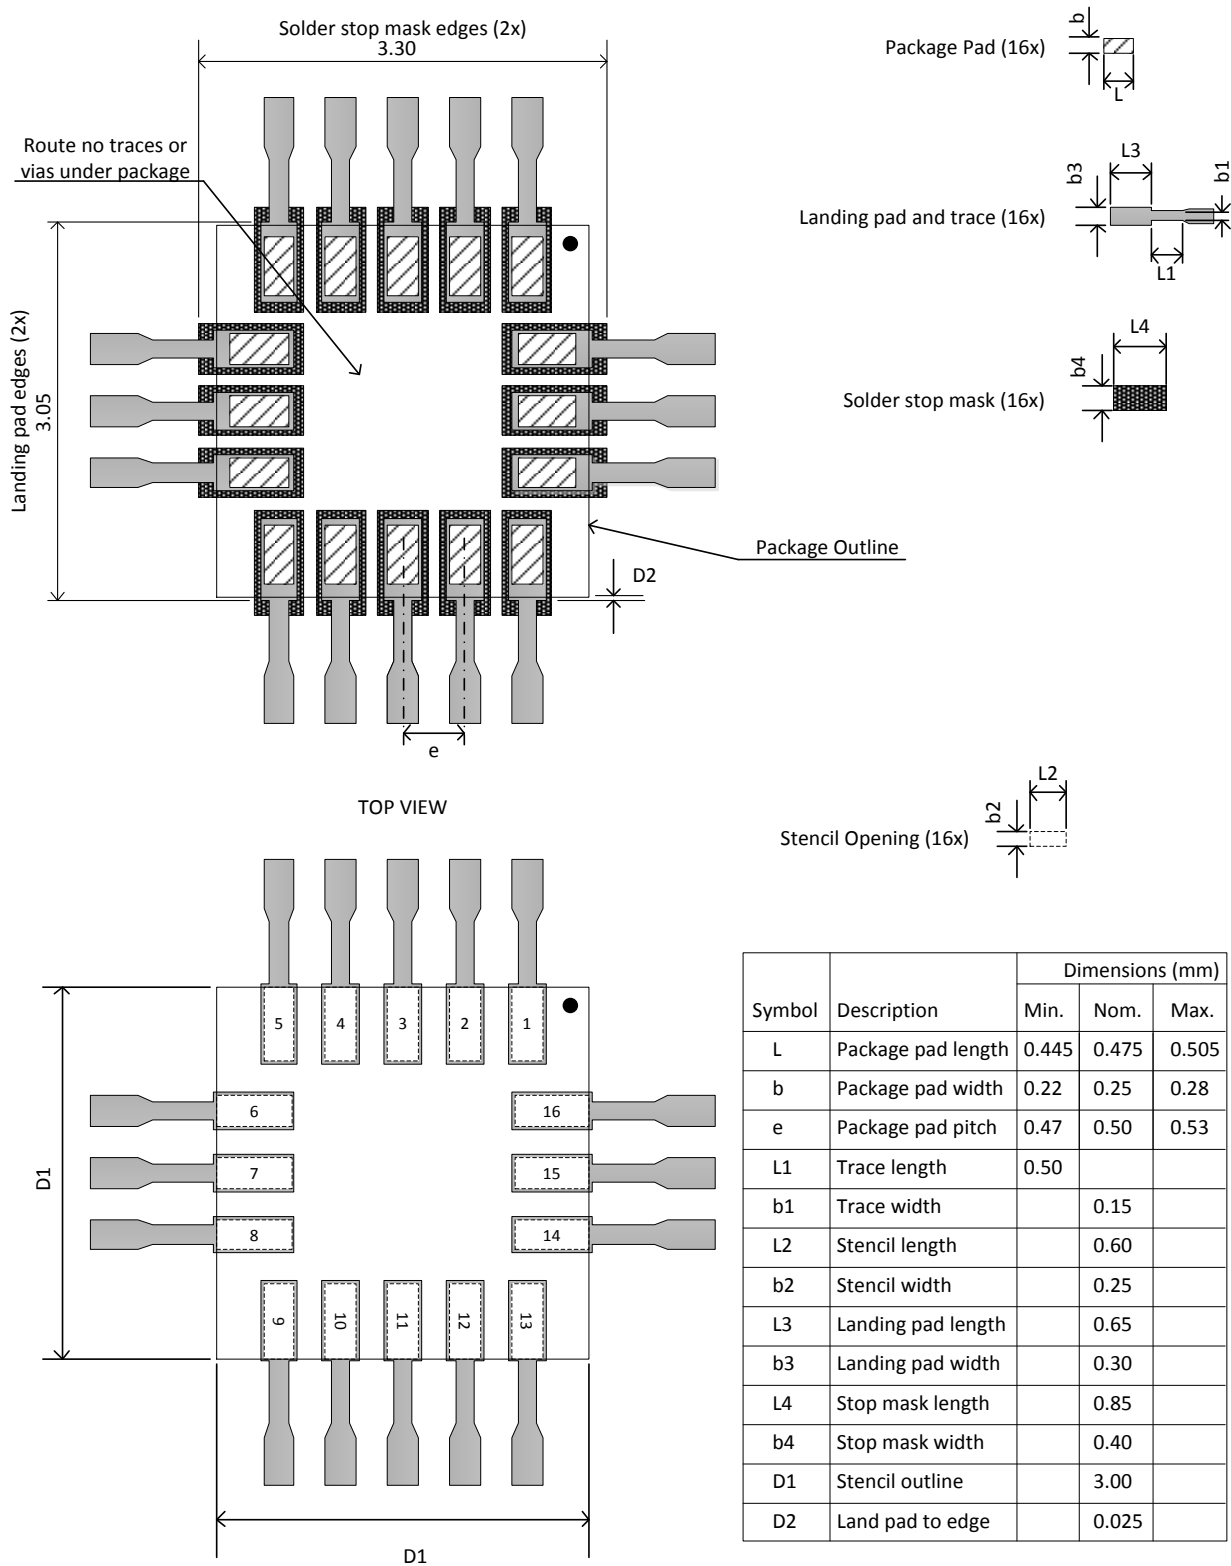 Solder stop mask edges (2x)
3.30
Route no traces or
vias under package
Landing pad edges (2x)
3.05
D2
Package Outline
e
TOP VIEW
Package Pad (16x)
b
L
Landing pad and trace (16x)
L3
b3
b1
L1
Solder stop mask (16x)
L4
b4
Stencil Opening (16x)
L2
b2
5 4 3 2 1
6 16
7 15
8 14
9 10 11 12 13
D1
D1
Dimensions (mm)
Symbol Description Min. Nom. Max.
L Package pad length 0.445 0.475 0.505
b Package pad width 0.22 0.25 0.28
e Package pad pitch 0.47 0.50 0.53
L1 Trace length 0.50
b1 Trace width 0.15
L2 Stencil length 0.60
b2 Stencil width 0.25
L3 Landing pad length 0.65
b3 Landing pad width 0.30
L4 Stop mask length 0.85
b4 Stop mask width 0.40
D1 Stencil outline 3.00
D2 Land pad to edge 0.025